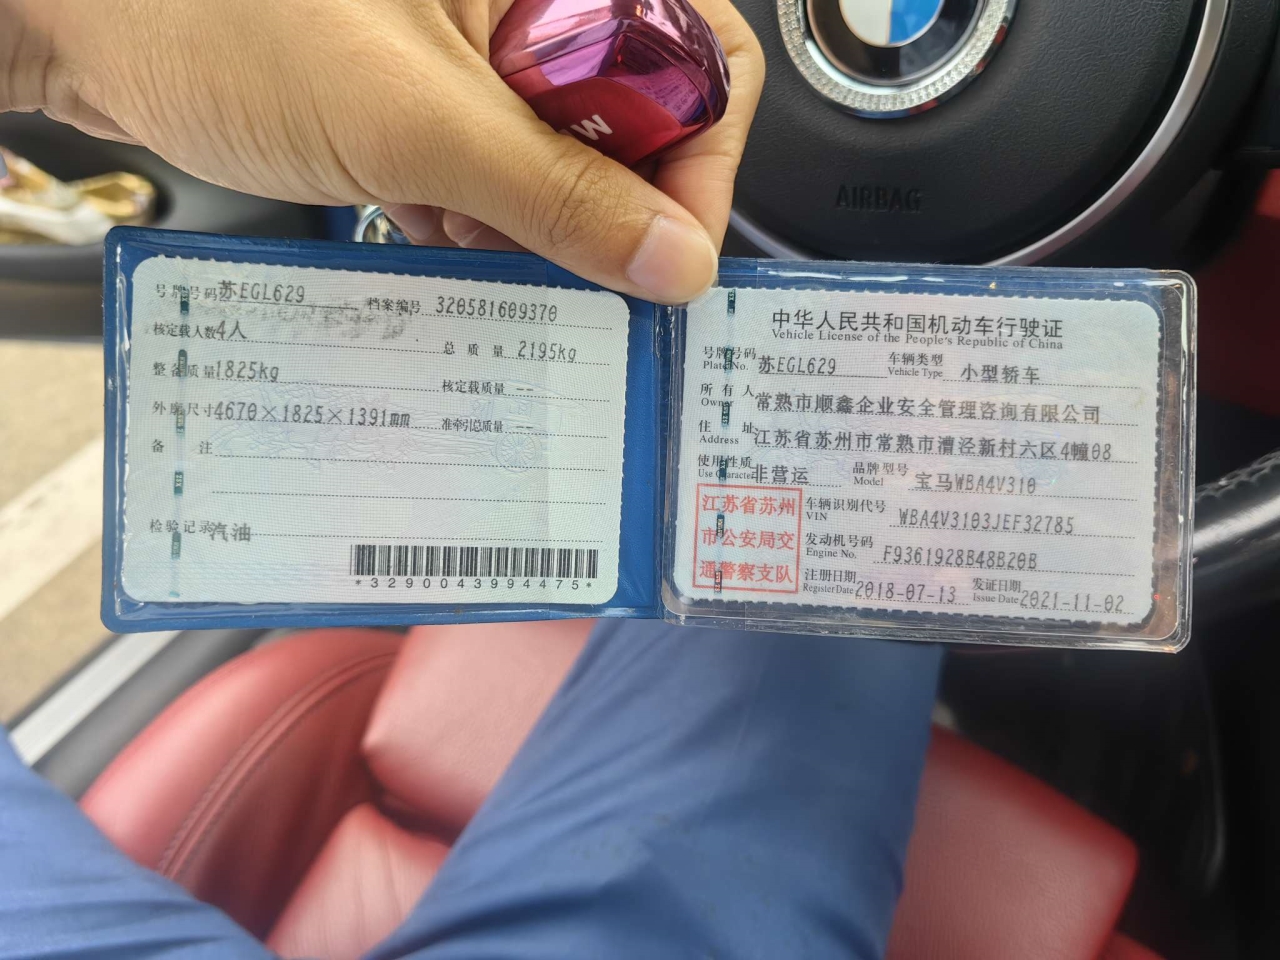 W
AIRBAG
号牌号码 苏EGL629 档案编号 320581609370
核定载人数 4人 总质量 2195kg
整备质量 1825kg 核定载质量 --
外廓尺寸 4670×1825×1391mm 准牵引总质量 --
备注
检验记录 汽油
*3290043994475*
中华人民共和国机动车行驶证
Vehicle License of the People's Republic of China
号牌号码 苏EGL629 车辆类型 小型轿车
Plate No. Vehicle Type
所有人 常熟市顺鑫企业安全管理咨询有限公司
Owner
住址 江苏省苏州市常熟市漕泾新村六区4幢08
Address
使用性质 非营运 品牌型号 宝马WBA4V310
Use Character Model
江苏省苏州
市公安局交
通警察支队
车辆识别代号 WBA4V3103JEF32785
VIN
发动机号码 F9361928B48B20B
Engine No.
注册日期 2018-07-13 发证日期 2021-11-02
Register Date Issue Date